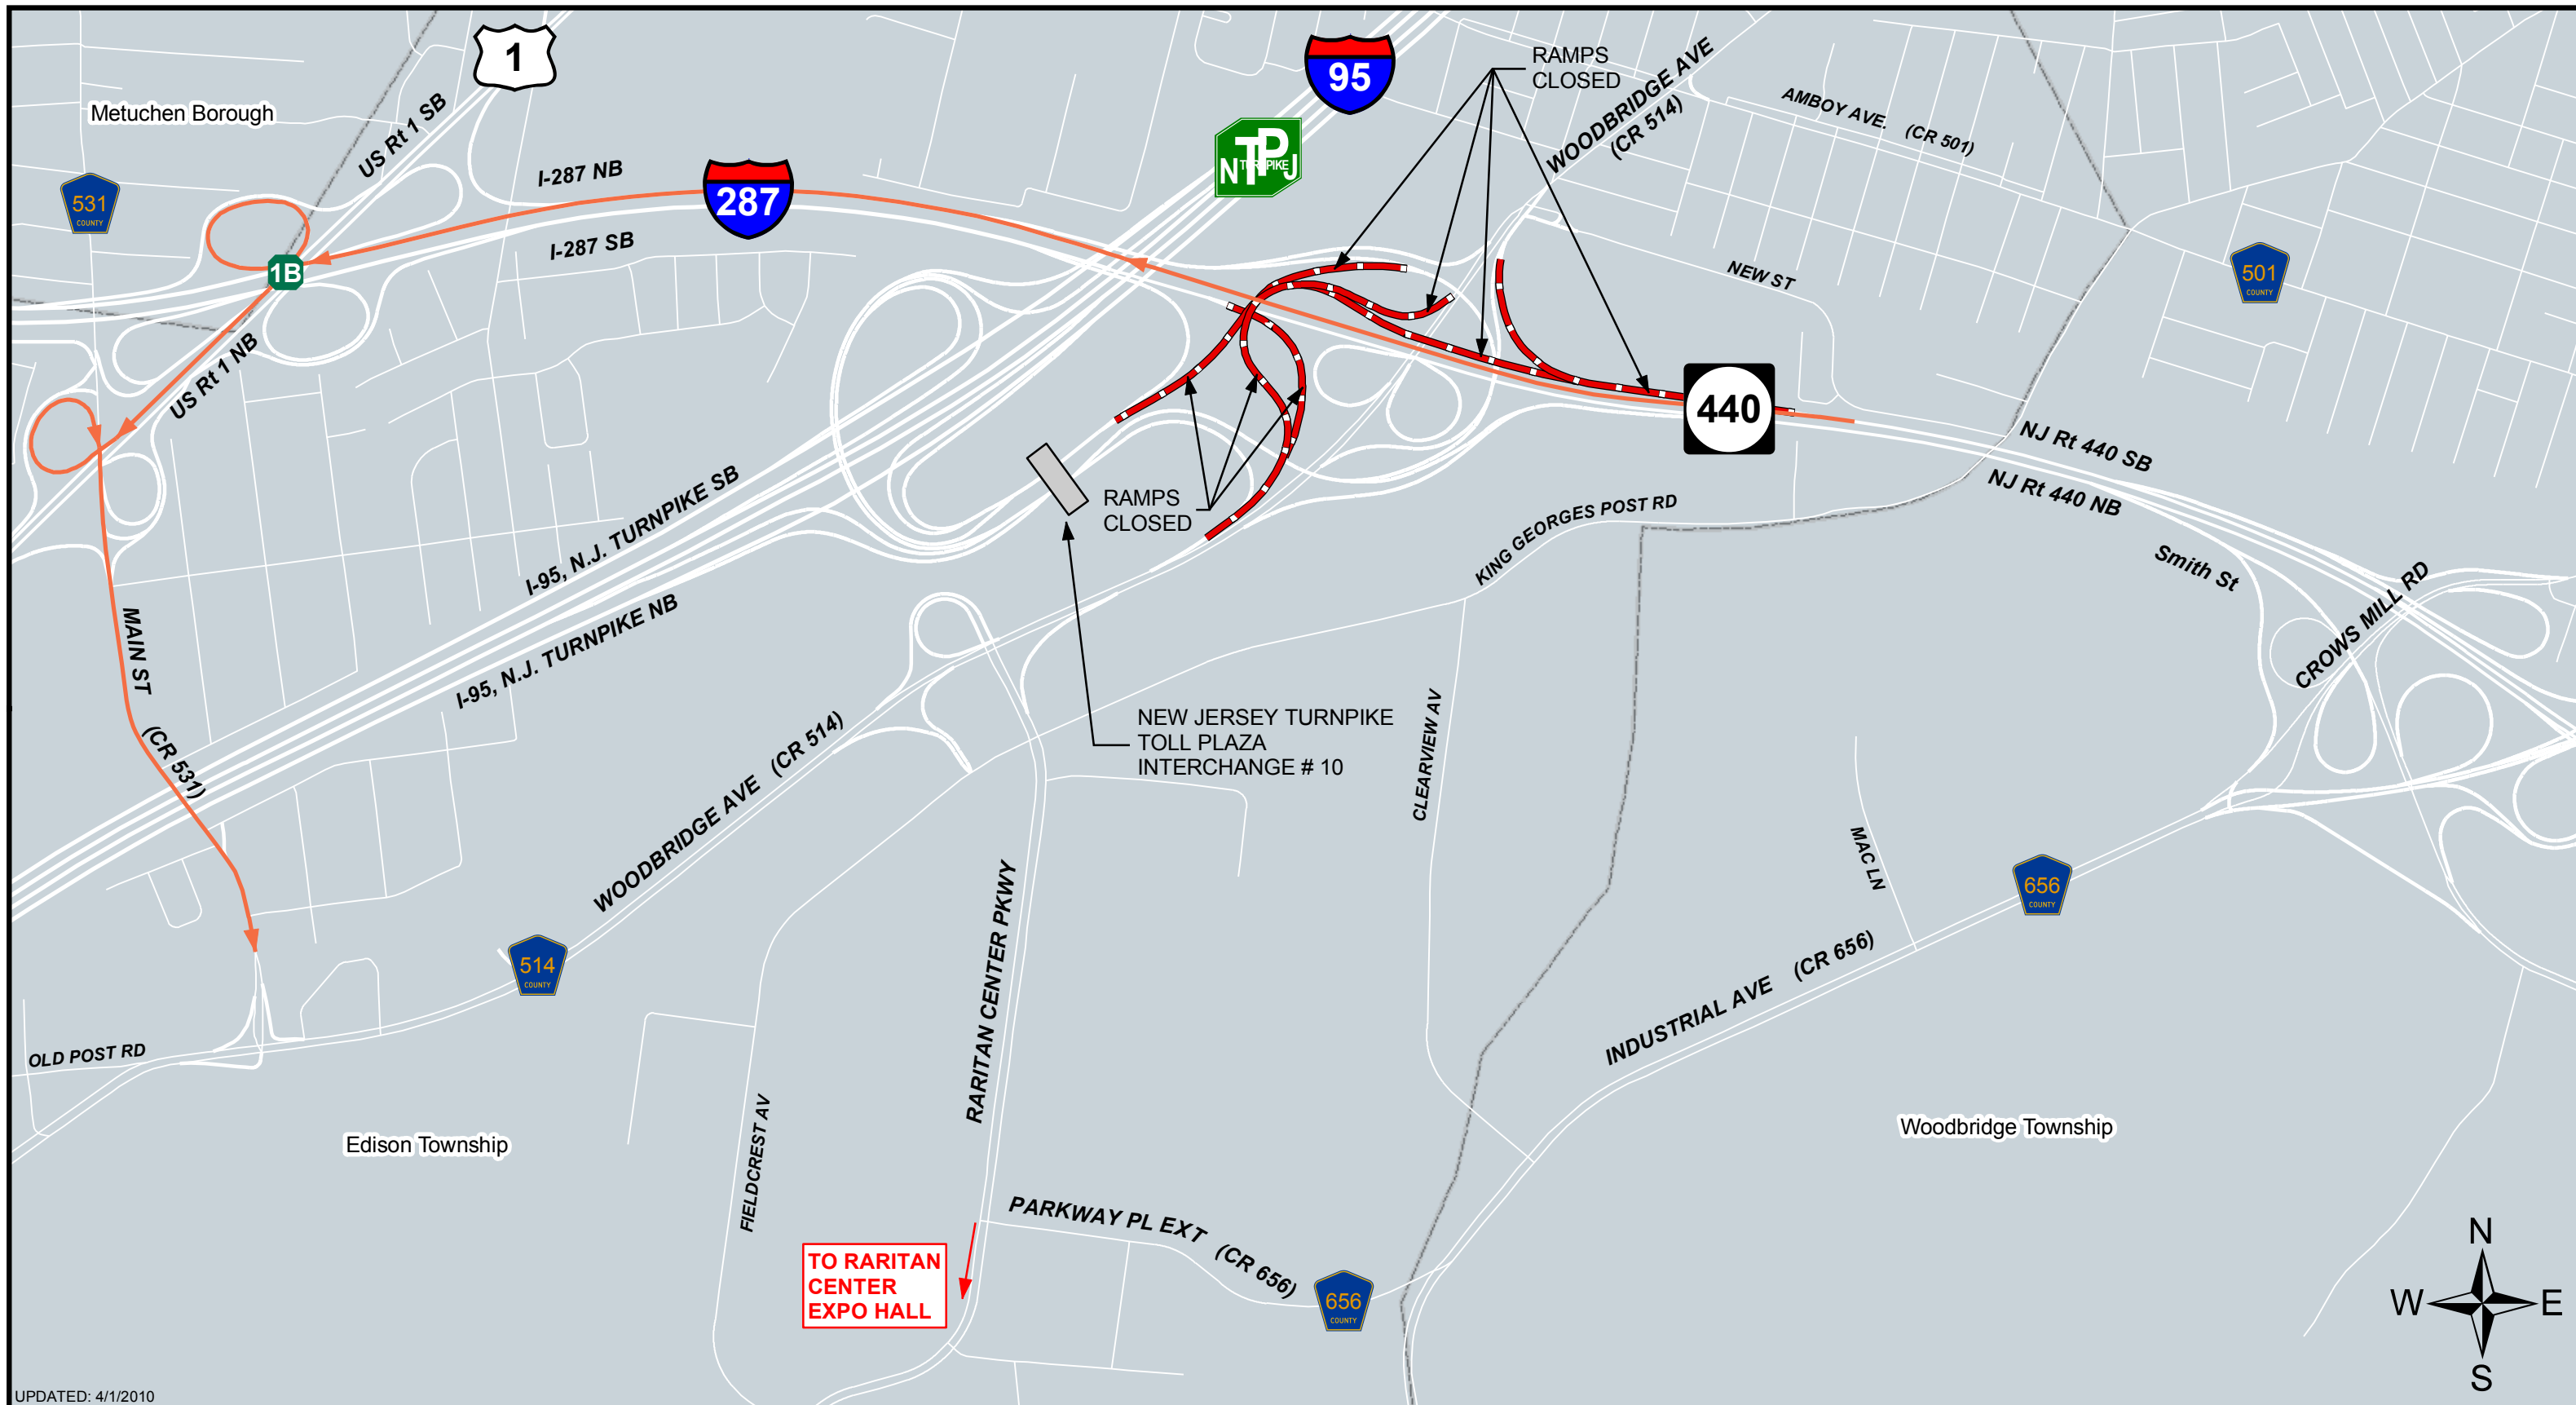 1
95
RAMPS
CLOSED
WOODBRIDGE AVE
(CR 514)
AMBOY AVE. (CR 501)
Metuchen Borough
US Rt 1 SB
NTPJ
TURNPIKE
I-287 NB
287
531
COUNTY
I-287 SB
1B
NEW ST
501
COUNTY
US Rt 1 NB
440
NJ Rt 440 SB
NJ Rt 440 NB
I-95, N.J. TURNPIKE SB
RAMPS
CLOSED
KING GEORGES POST RD
Smith St
CROWS MILL RD
I-95, N.J. TURNPIKE NB
MAIN ST (CR 531)
NEW JERSEY TURNPIKE
TOLL PLAZA
INTERCHANGE # 10
CLEARVIEW AV
WOODBRIDGE AVE (CR 514)
MAC LN
656
COUNTY
RARITAN CENTER PKWY
514
COUNTY
INDUSTRIAL AVE (CR 656)
OLD POST RD
Edison Township
Woodbridge Township
FIELDCREST AV
PARKWAY PL EXT (CR 656)
TO RARITAN
CENTER
EXPO HALL
656
COUNTY
N
W E
S
UPDATED: 4/1/2010